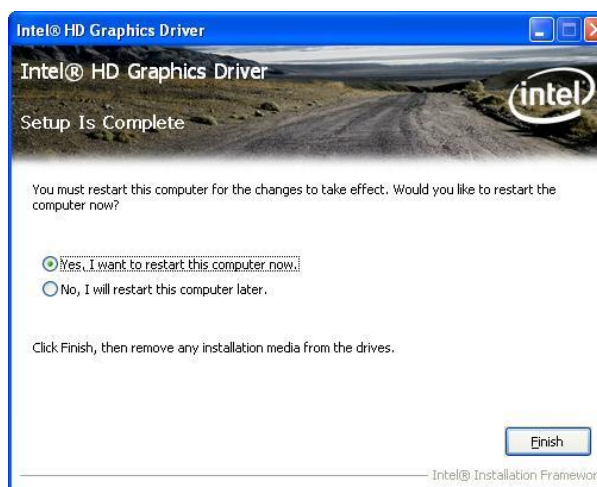 Intel® HD Graphics Driver
Intel® HD Graphics Driver
intel
Setup Is Complete
You must restart this computer for the changes to take effect. Would you like to restart the
computer now?
Yes, I want to restart this computer now.
No, I will restart this computer later.
Click Finish, then remove any installation media from the drives.
Finish
Intel® Installation Framewor